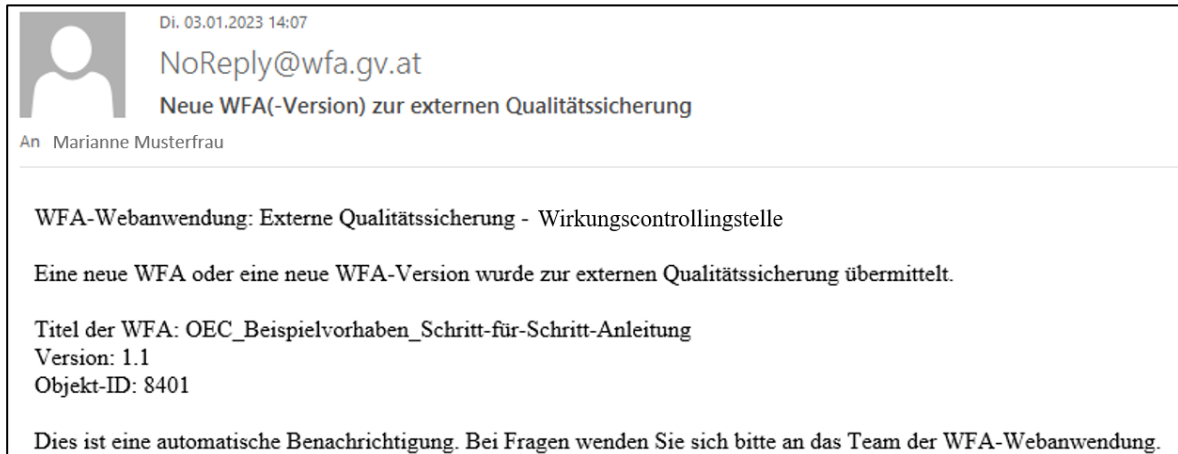 Di. 03.01.2023 14:07
NoReply@wfa.gv.at
Neue WFA(-Version) zur externen Qualitätssicherung
An Marianne Musterfrau
WFA-Webanwendung: Externe Qualitätssicherung - Wirkungscontrollingstelle
Eine neue WFA oder eine neue WFA-Version wurde zur externen Qualitätssicherung übermittelt.
Titel der WFA: OEC_Beispielvorhaben_Schritt-für-Schritt-Anleitung
Version: 1.1
Objekt-ID: 8401
Dies ist eine automatische Benachrichtigung. Bei Fragen wenden Sie sich bitte an das Team der WFA-Webanwendung.